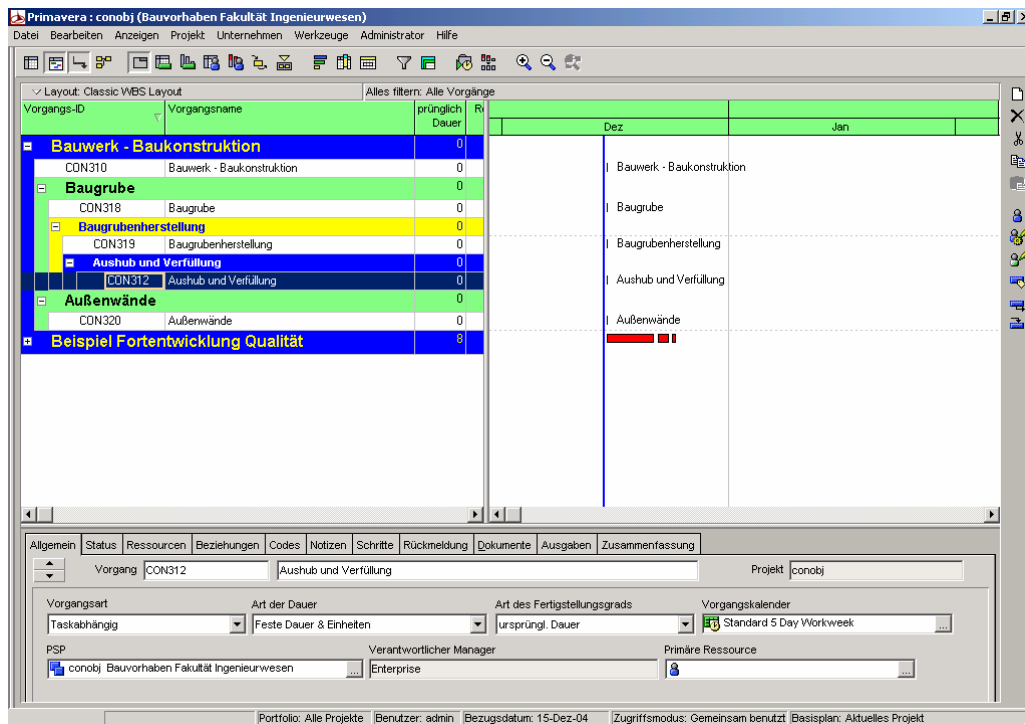 Primavera : conobj (Bauvorhaben Fakultät Ingenieurwesen)
Datei Bearbeiten Anzeigen Projekt Unternehmen Werkzeuge Administrator Hilfe
Layout: Classic WBS Layout Alles filtern: Alle Vorgänge
Vorgangs-ID Vorgangsname prünglich Dauer
Dez Jan
Bauwerk - Baukonstruktion 0
CON310 Bauwerk - Baukonstruktion 0 Bauwerk - Baukonstruktion
Baugrube 0
CON318 Baugrube 0 Baugrube
Baugrubenherstellung 0
CON319 Baugrubenherstellung 0 Baugrubenherstellung
Aushub und Verfüllung 0
CON312 Aushub und Verfüllung 0 Aushub und Verfüllung
Außenwände 0
CON320 Außenwände 0 Außenwände
Beispiel Fortentwicklung Qualität 8
Allgemein Status Ressourcen Beziehungen Codes Notizen Schritte Rückmeldung Dokumente Ausgaben Zusammenfassung
Vorgang CON312 Aushub und Verfüllung Projekt conobj
Vorgangsart Art der Dauer Art des Fertigstellungsgrads Vorgangskalender
Taskabhängig Feste Dauer & Einheiten ursprüngl. Dauer Standard 5 Day Workweek ...
PSP Verantwortlicher Manager Primäre Ressource
conobj Bauvorhaben Fakultät Ingenieurwesen ... Enterprise ...
Portfolio: Alle Projekte Benutzer: admin Bezugsdatum: 15-Dez-04 Zugriffsmodus: Gemeinsam benutzt Basisplan: Aktuelles Projekt